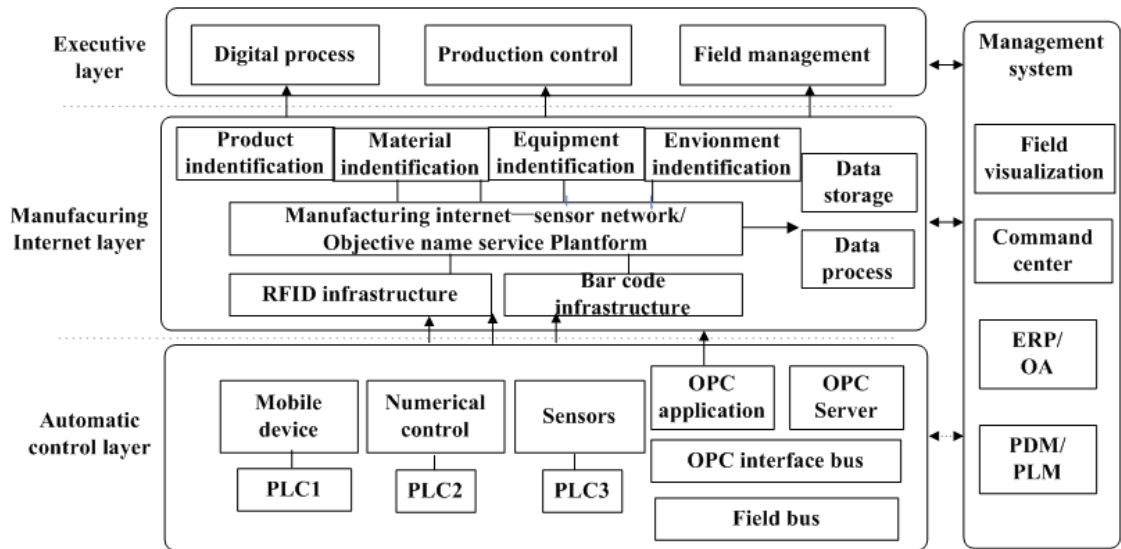 Executive
layer
Digital process
Production control
Field management
Management
system
Manufacuring
Internet layer
Product
indentification
Material
indentification
Equipment
indentification
Envionment
indentification
Data
storage
Manufacturing internet—sensor network/
Objective name service Plantform
Data
process
RFID infrastructure
Bar code
infrastructure
Field
visualization
Command
center
ERP/
OA
PDM/
PLM
Automatic
control layer
Mobile
device
Numerical
control
Sensors
OPC
application
OPC
Server
PLC1
PLC2
PLC3
OPC interface bus
Field bus